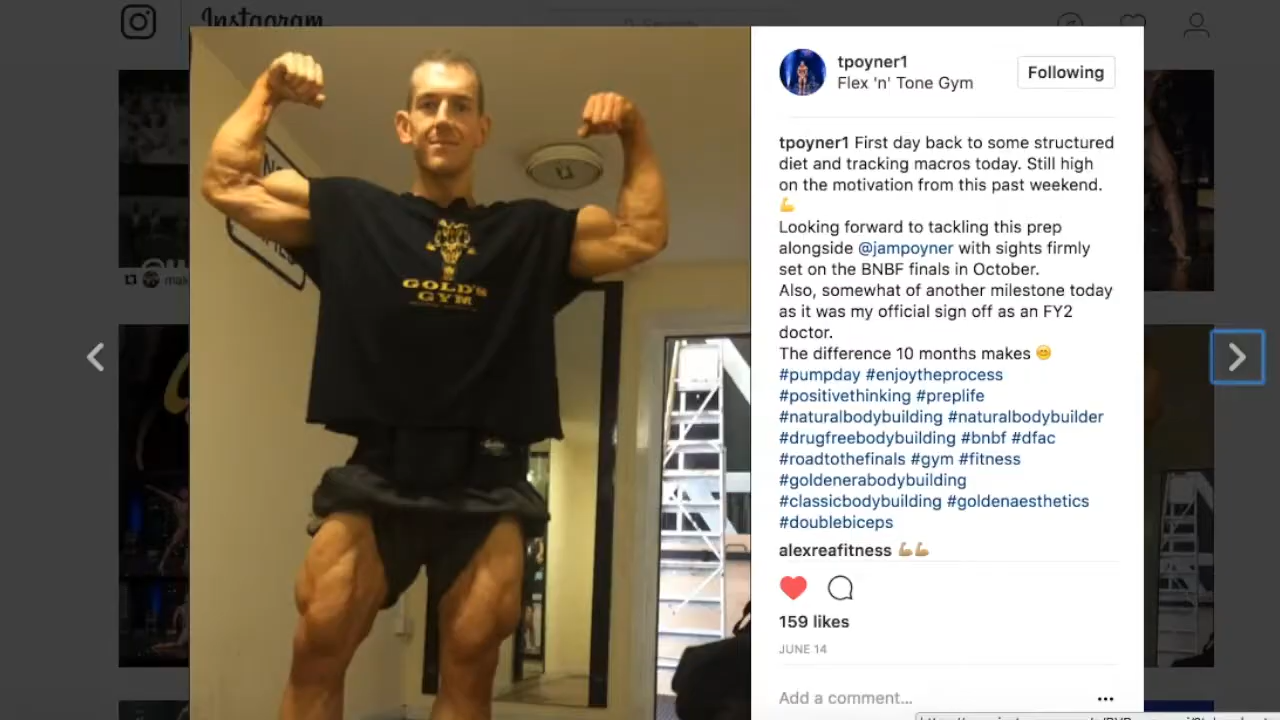 Instagram
Search
tpoyner1
Flex 'n' Tone Gym
Following
tpoyner1 First day back to some structured
diet and tracking macros today. Still high
on the motivation from this past weekend.
💪
Looking forward to tackling this prep
alongside @jampoyner with sights firmly
set on the BNBF finals in October.
Also, somewhat of another milestone today
as it was my official sign off as an FY2
doctor.
The difference 10 months makes 😊
#pumpday #enjoytheprocess
#positivethinking #preplife
#naturalbodybuilding #naturalbodybuilder
#drugfreebodybuilding #bnbf #dfac
#roadtothefinals #gym #fitness
#goldenerabodybuilding
#classicbodybuilding #goldenaesthetics
#doublebiceps
alexreafitness 💪🏽💪🏽
159 likes
JUNE 14
Add a comment…
GOLD'S
GYM